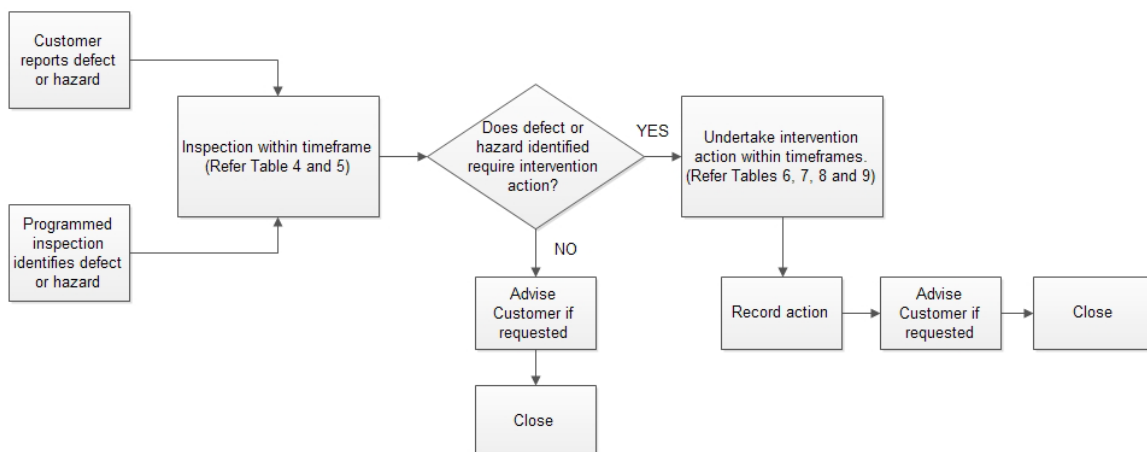 Customer
reports defect
or hazard
Inspection within timeframe
(Refer Table 4 and 5)
Programmed
inspection
identifies defect
or hazard
Does defect or
hazard identified
require intervention
action?
YES
Undertake intervention
action within timeframes.
(Refer Tables 6, 7, 8 and 9)
NO
Advise
Customer if
requested
Close
Record action
Advise
Customer if
requested
Close